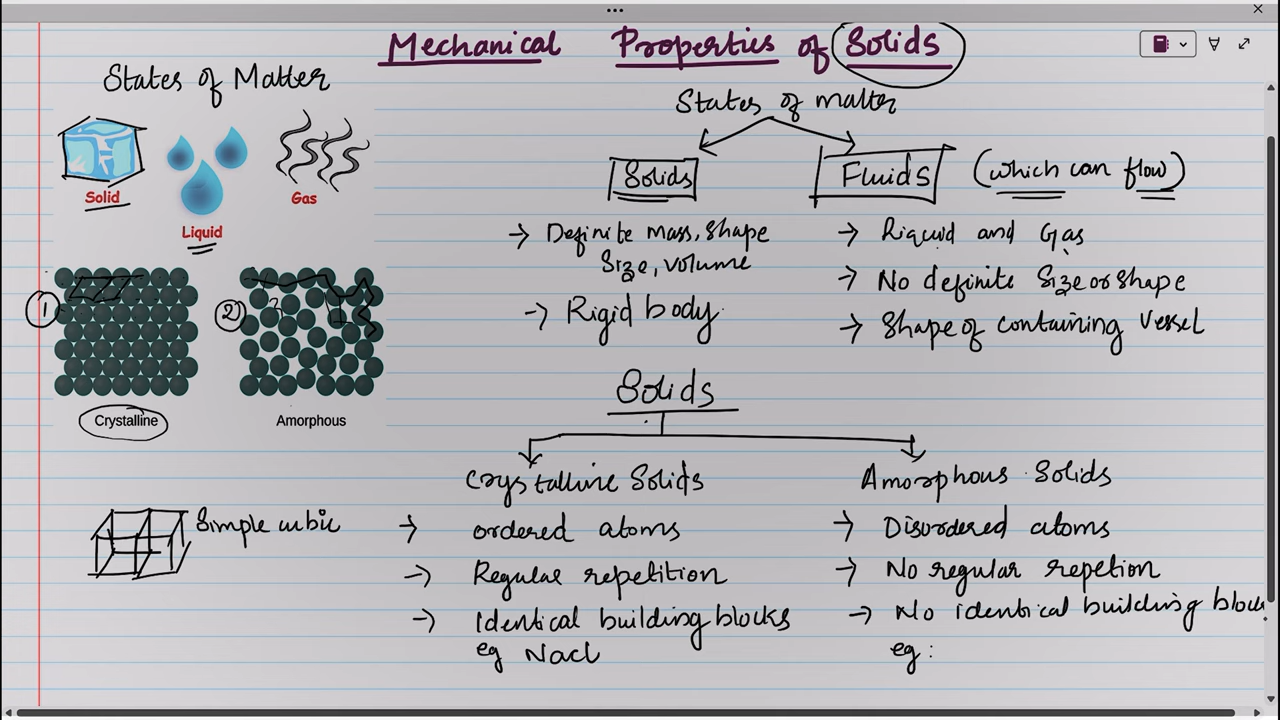 Mechanical Properties of Solids
States of Matter
Solid
Liquid
Gas
1
2
Crystalline
Amorphous
Simple cubic
States of matter
Solids
→ Definite mass, shape
Size, volume
→ Rigid body
Fluids (which can flow)
→ Liquid and Gas
→ No definite Size or shape
→ Shape of containing vessel
Solids
Crystalline Solids
→ ordered atoms
→ Regular repetition
→ Identical building blocks
eg Nacl
Amorphous Solids
→ Disordered atoms
→ No regular repetion
→ No identical building block
eg: